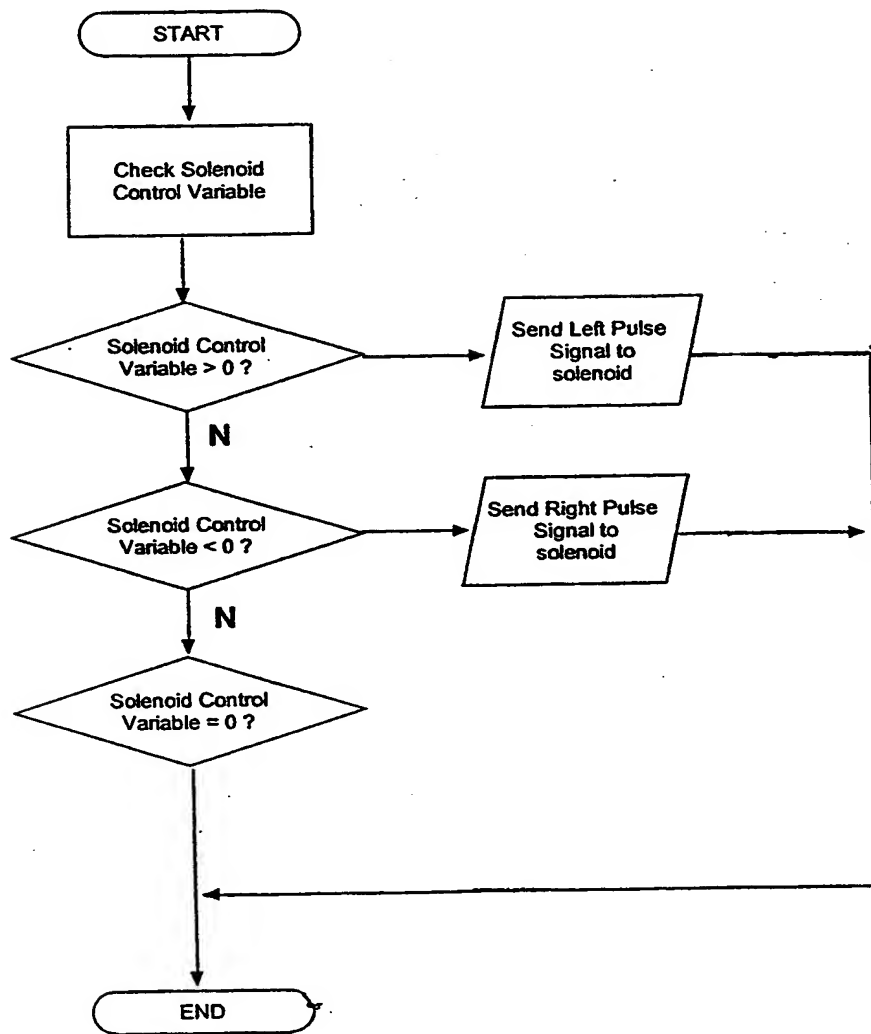 START
Check Solenoid
Control Variable
Solenoid Control
Variable > 0 ?
Send Left Pulse
Signal to
solenoid
N
Solenoid Control
Variable < 0 ?
Send Right Pulse
Signal to
solenoid
N
Solenoid Control
Variable = 0 ?
END